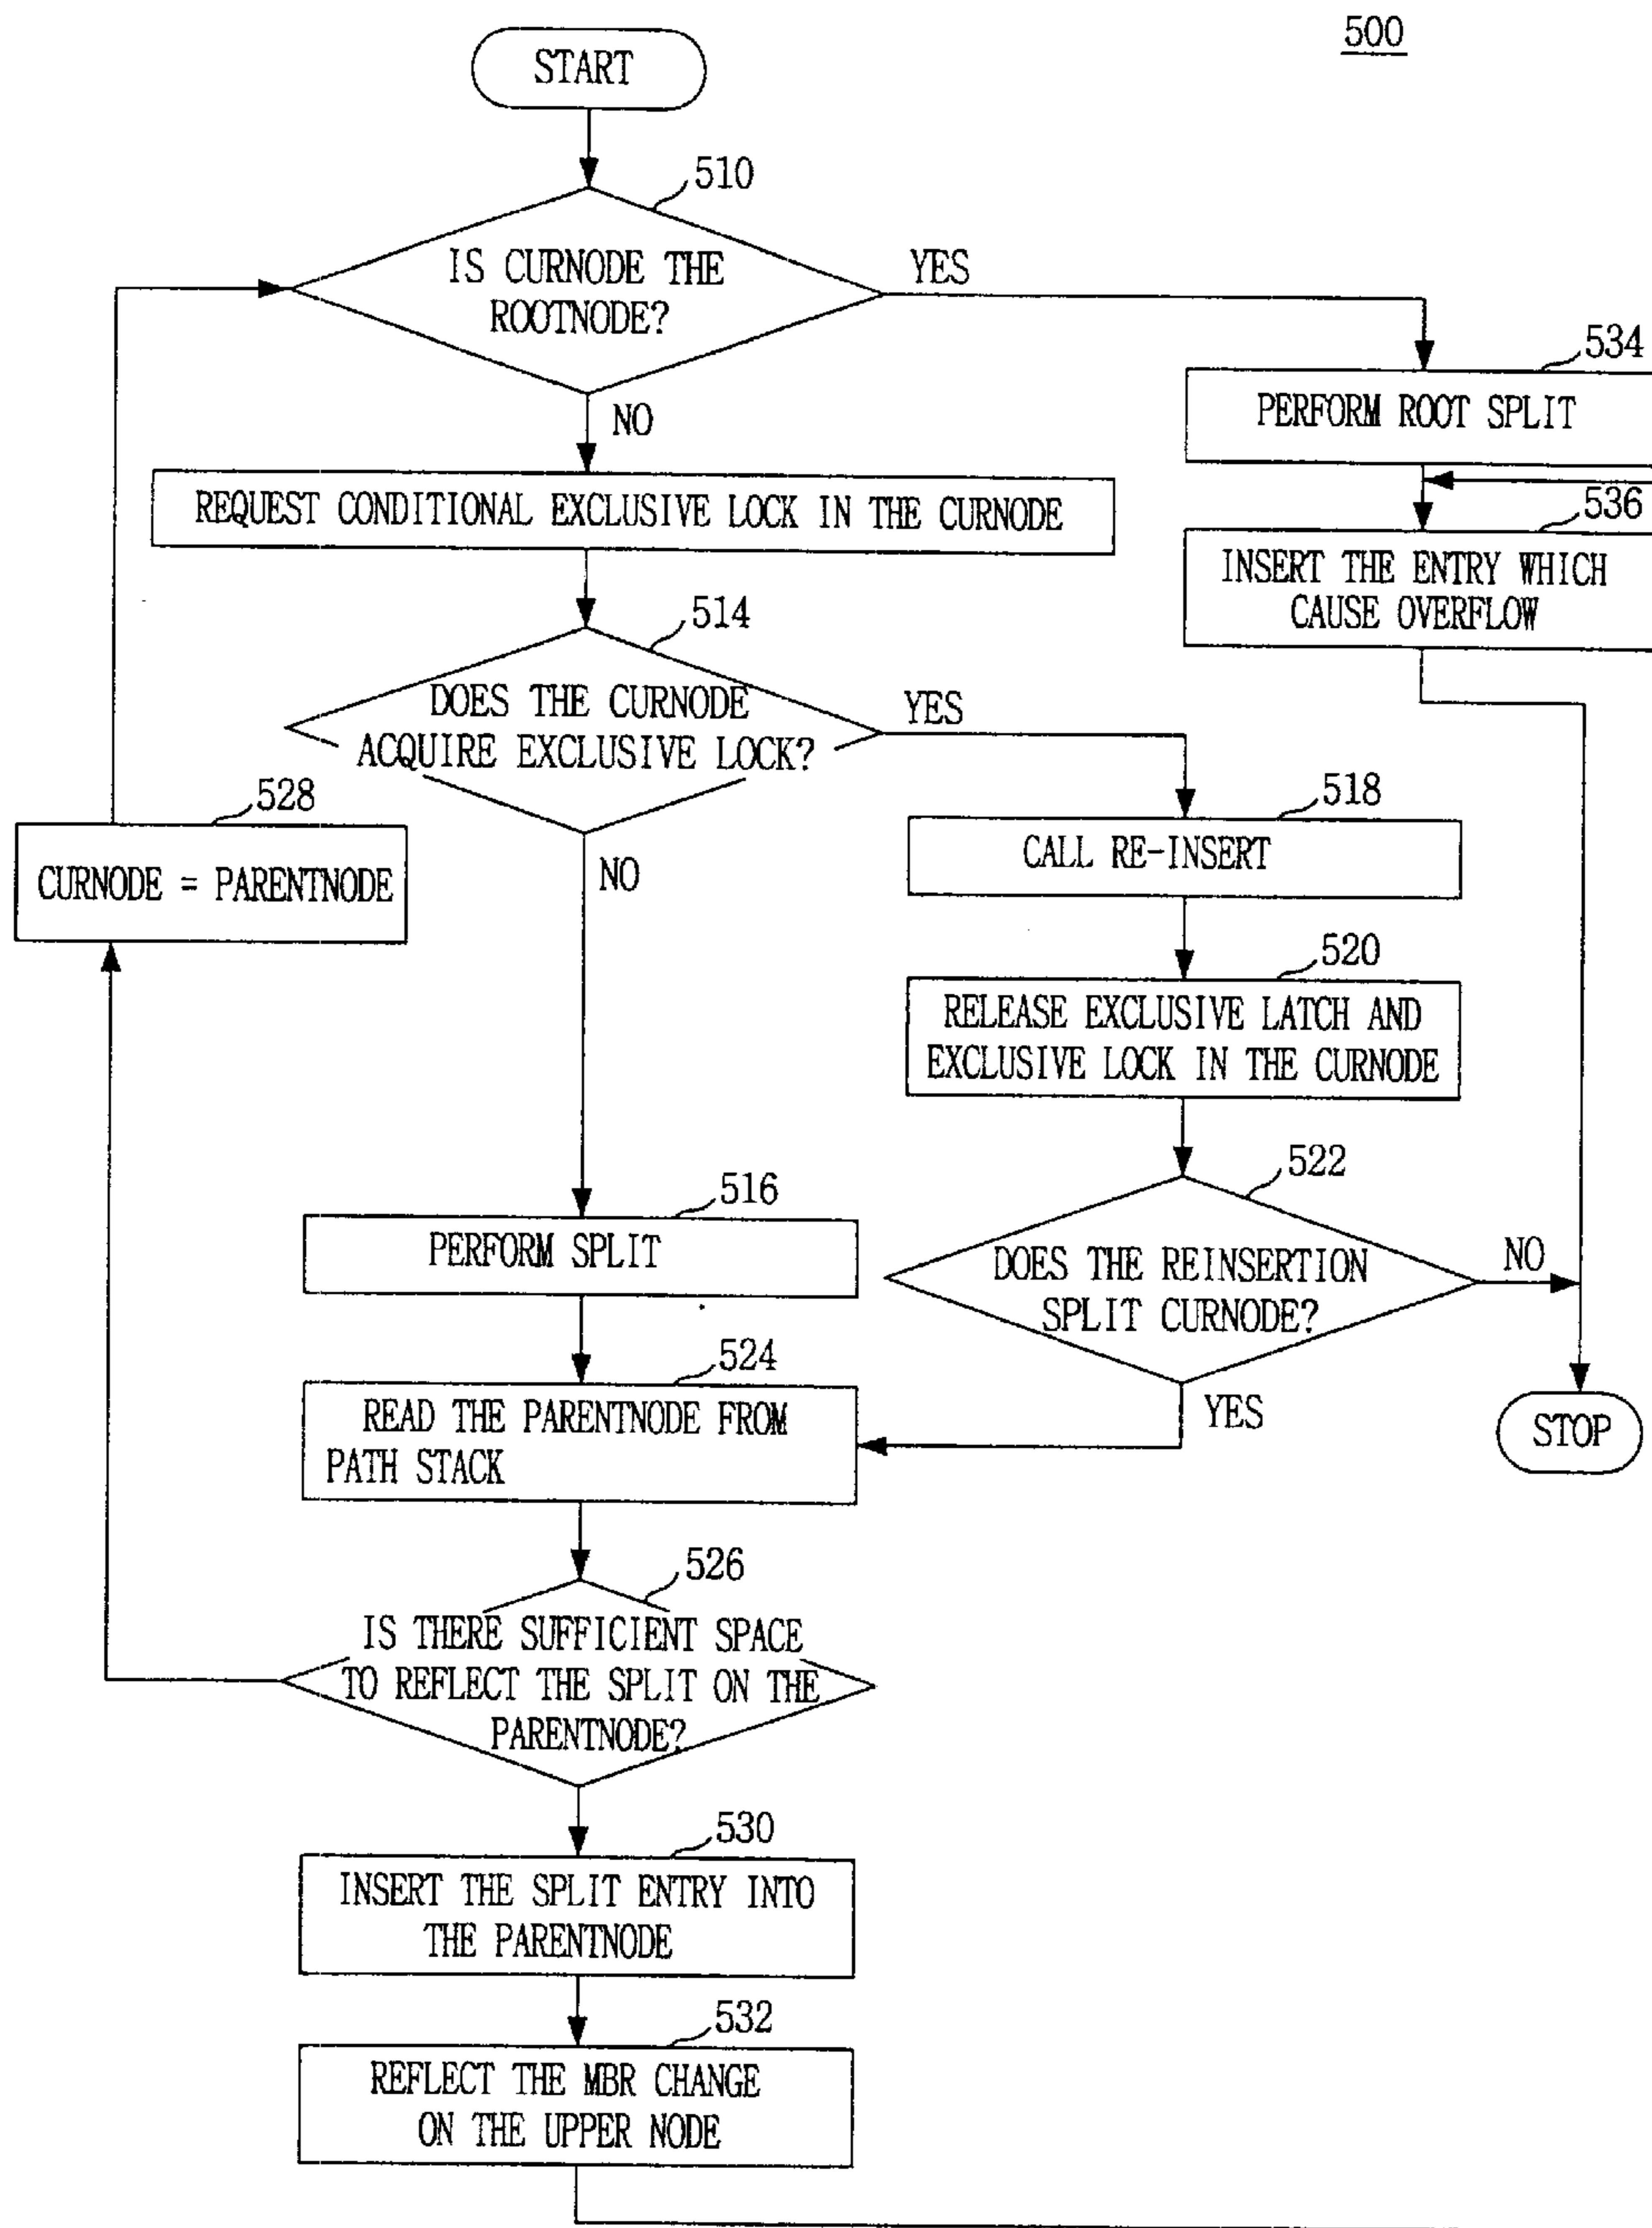 500
START
510
IS CURNODE THE
ROOTNODE?
YES
NO
534
PERFORM ROOT SPLIT
REQUEST CONDITIONAL EXCLUSIVE LOCK IN THE CURNODE
536
INSERT THE ENTRY WHICH
CAUSE OVERFLOW
514
DOES THE CURNODE
ACQUIRE EXCLUSIVE LOCK?
YES
NO
528
CURNODE = PARENTNODE
518
CALL RE-INSERT
520
RELEASE EXCLUSIVE LATCH AND
EXCLUSIVE LOCK IN THE CURNODE
516
PERFORM SPLIT
522
DOES THE REINSERTION
SPLIT CURNODE?
NO
YES
STOP
524
READ THE PARENTNODE FROM
PATH STACK
526
IS THERE SUFFICIENT SPACE
TO REFLECT THE SPLIT ON THE
PARENTNODE?
530
INSERT THE SPLIT ENTRY INTO
THE PARENTNODE
532
REFLECT THE MBR CHANGE
ON THE UPPER NODE